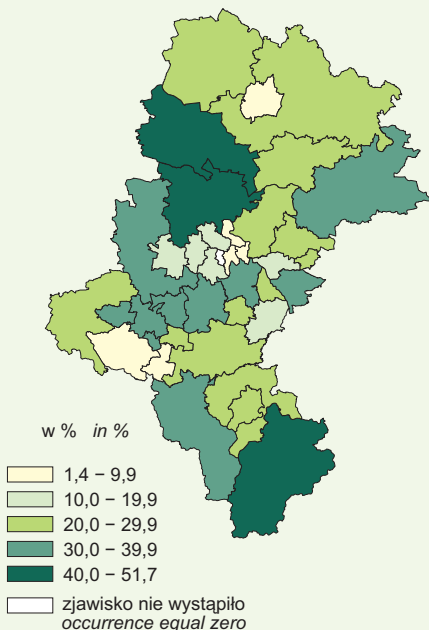 w % in %
1,4 – 9,9
10,0 – 19,9
20,0 – 29,9
30,0 – 39,9
40,0 – 51,7
zjawisko nie wystąpiło
occurrence equal zero